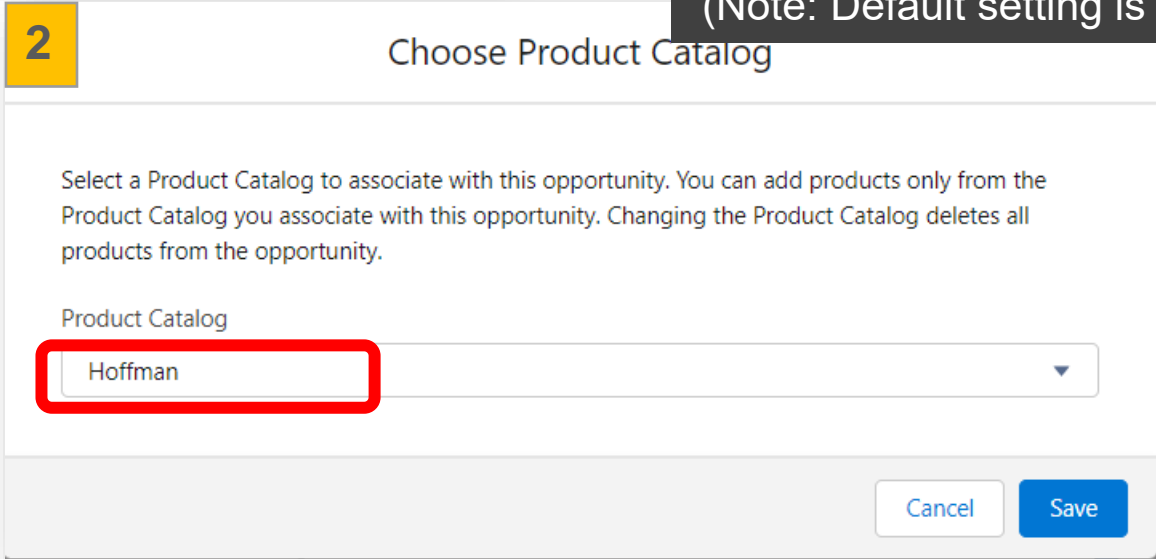 (Note: Default setting is
2
Choose Product Catalog
Select a Product Catalog to associate with this opportunity. You can add products only from the
Product Catalog you associate with this opportunity. Changing the Product Catalog deletes all
products from the opportunity.
Product Catalog
Hoffman
Cancel
Save